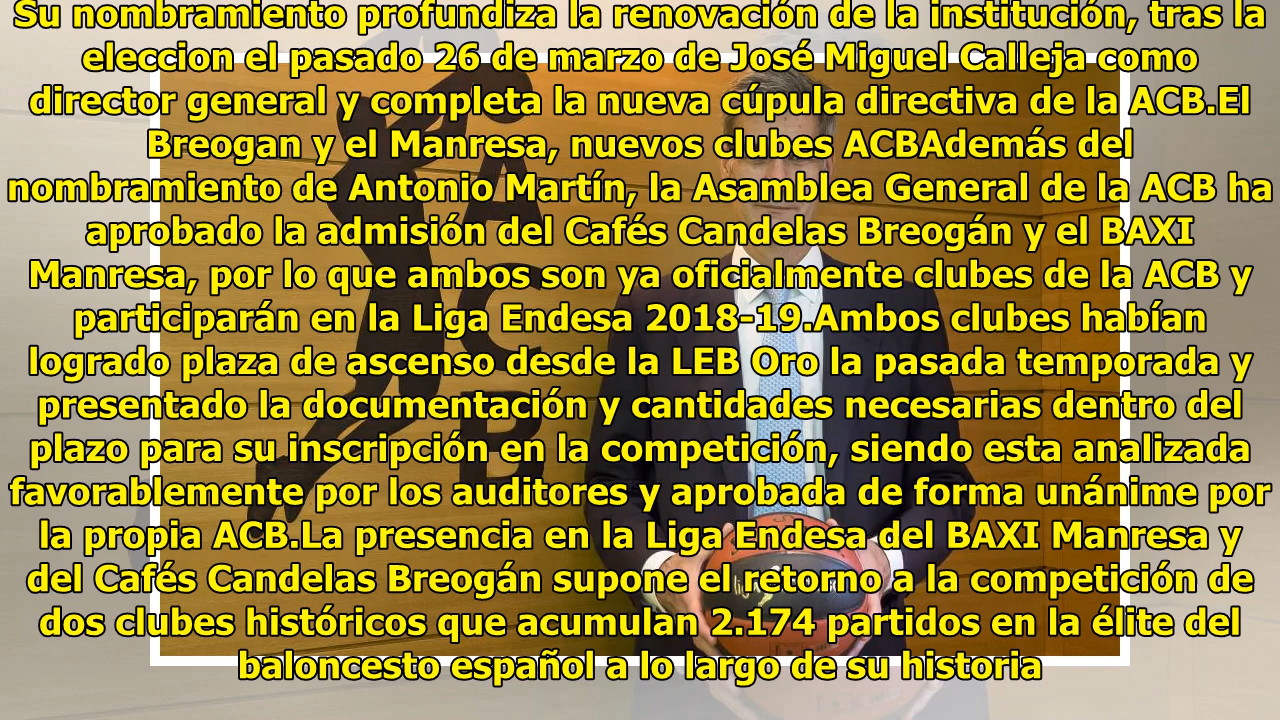 Su nombramiento profundiza la renovación de la institución, tras la
eleccion el pasado 26 de marzo de José Miguel Calleja como
director general y completa la nueva cúpula directiva de la ACB.El
Breogan y el Manresa, nuevos clubes ACBAdemás del
nombramiento de Antonio Martín, la Asamblea General de la ACB ha
aprobado la admisión del Cafés Candelas Breogán y el BAXI
Manresa, por lo que ambos son ya oficialmente clubes de la ACB y
participarán en la Liga Endesa 2018-19.Ambos clubes habían
logrado plaza de ascenso desde la LEB Oro la pasada temporada y
presentado la documentación y cantidades necesarias dentro del
plazo para su inscripción en la competición, siendo esta analizada
favorablemente por los auditores y aprobada de forma unánime por
la propia ACB.La presencia en la Liga Endesa del BAXI Manresa y
del Cafés Candelas Breogán supone el retorno a la competición de
dos clubes históricos que acumulan 2.174 partidos en la élite del
baloncesto español a lo largo de su historia
A
C
B